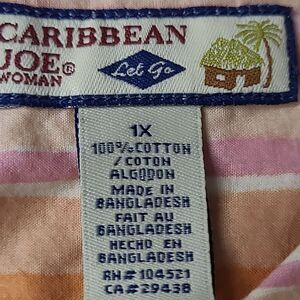 CARIBBEAN
JOE®
WOMAN
Let Go
1X
100% COTTON
/COTON
ALGODON
MADE IN
BANGLADESH
FAIT AU
BANGLADESH
HECHO EN
BANGLADESH
RN#104521
CA#29438